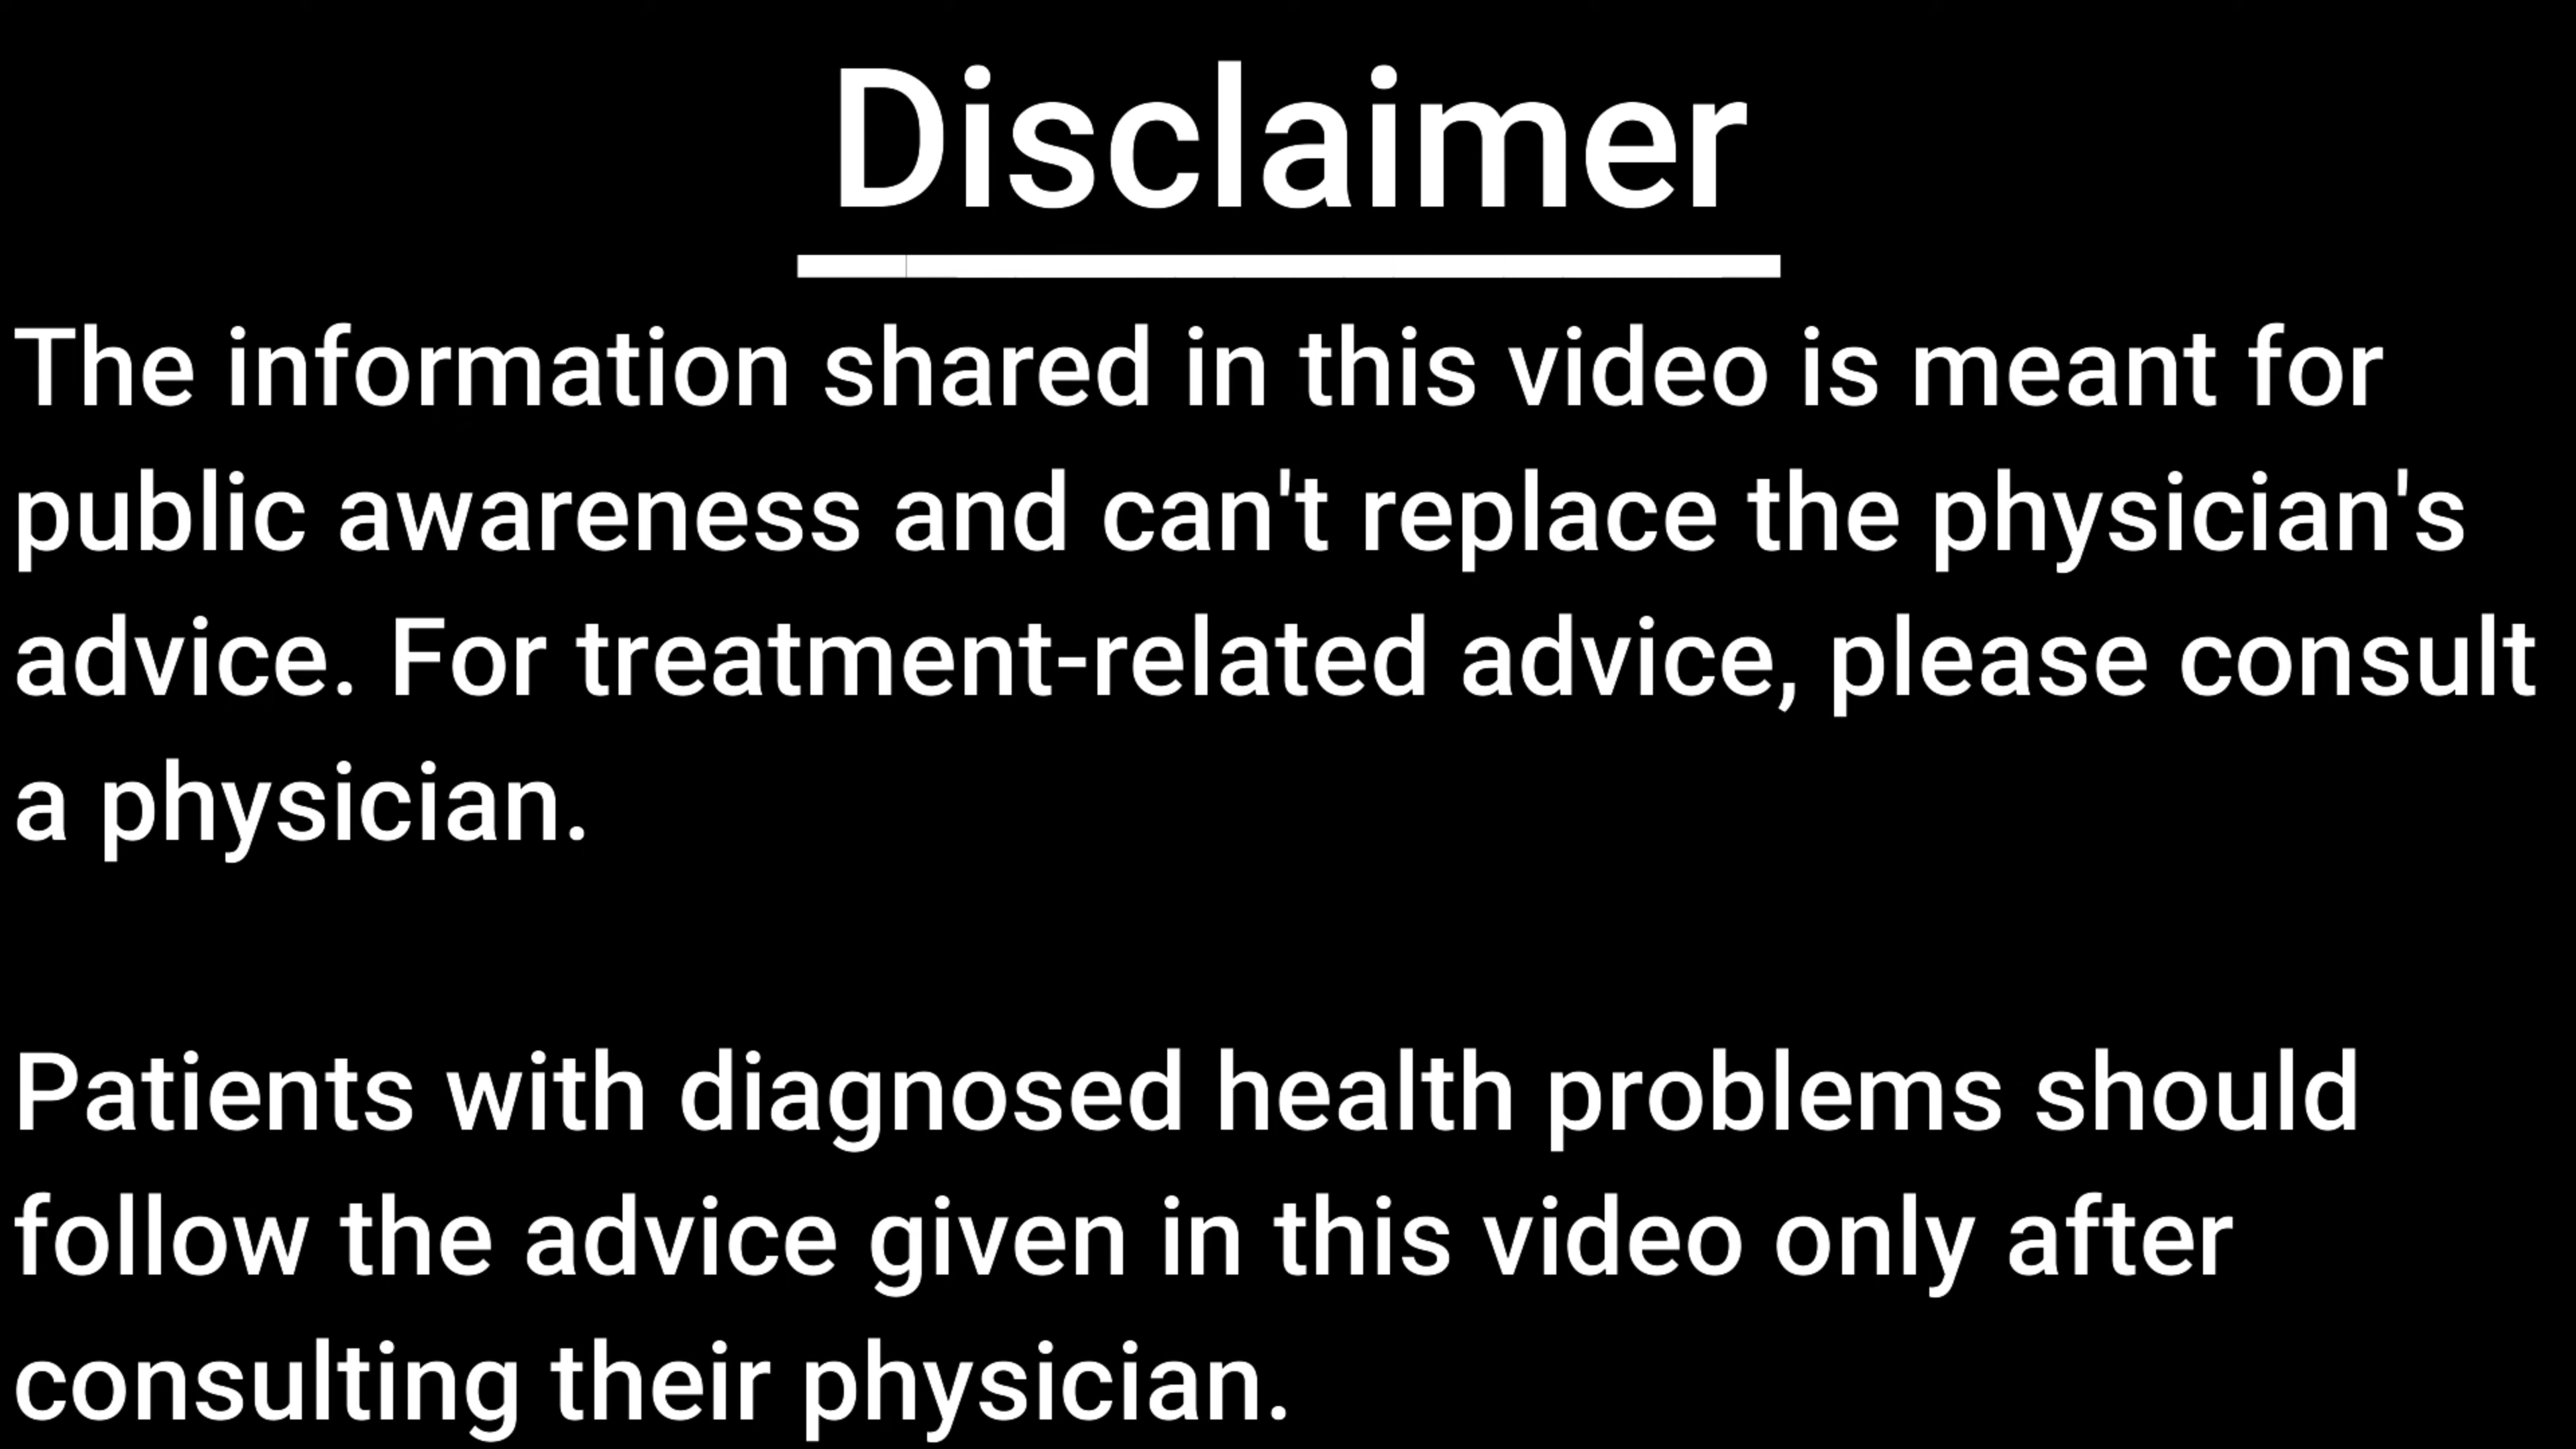 Disclaimer
The information shared in this video is meant for
public awareness and can't replace the physician's
advice. For treatment-related advice, please consult
a physician.
Patients with diagnosed health problems should
follow the advice given in this video only after
consulting their physician.